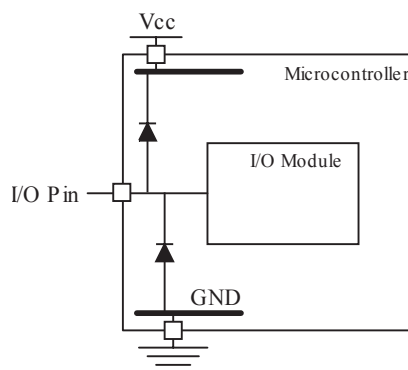 Vcc
Microcontroller
I/O Module
I/O Pin
GND